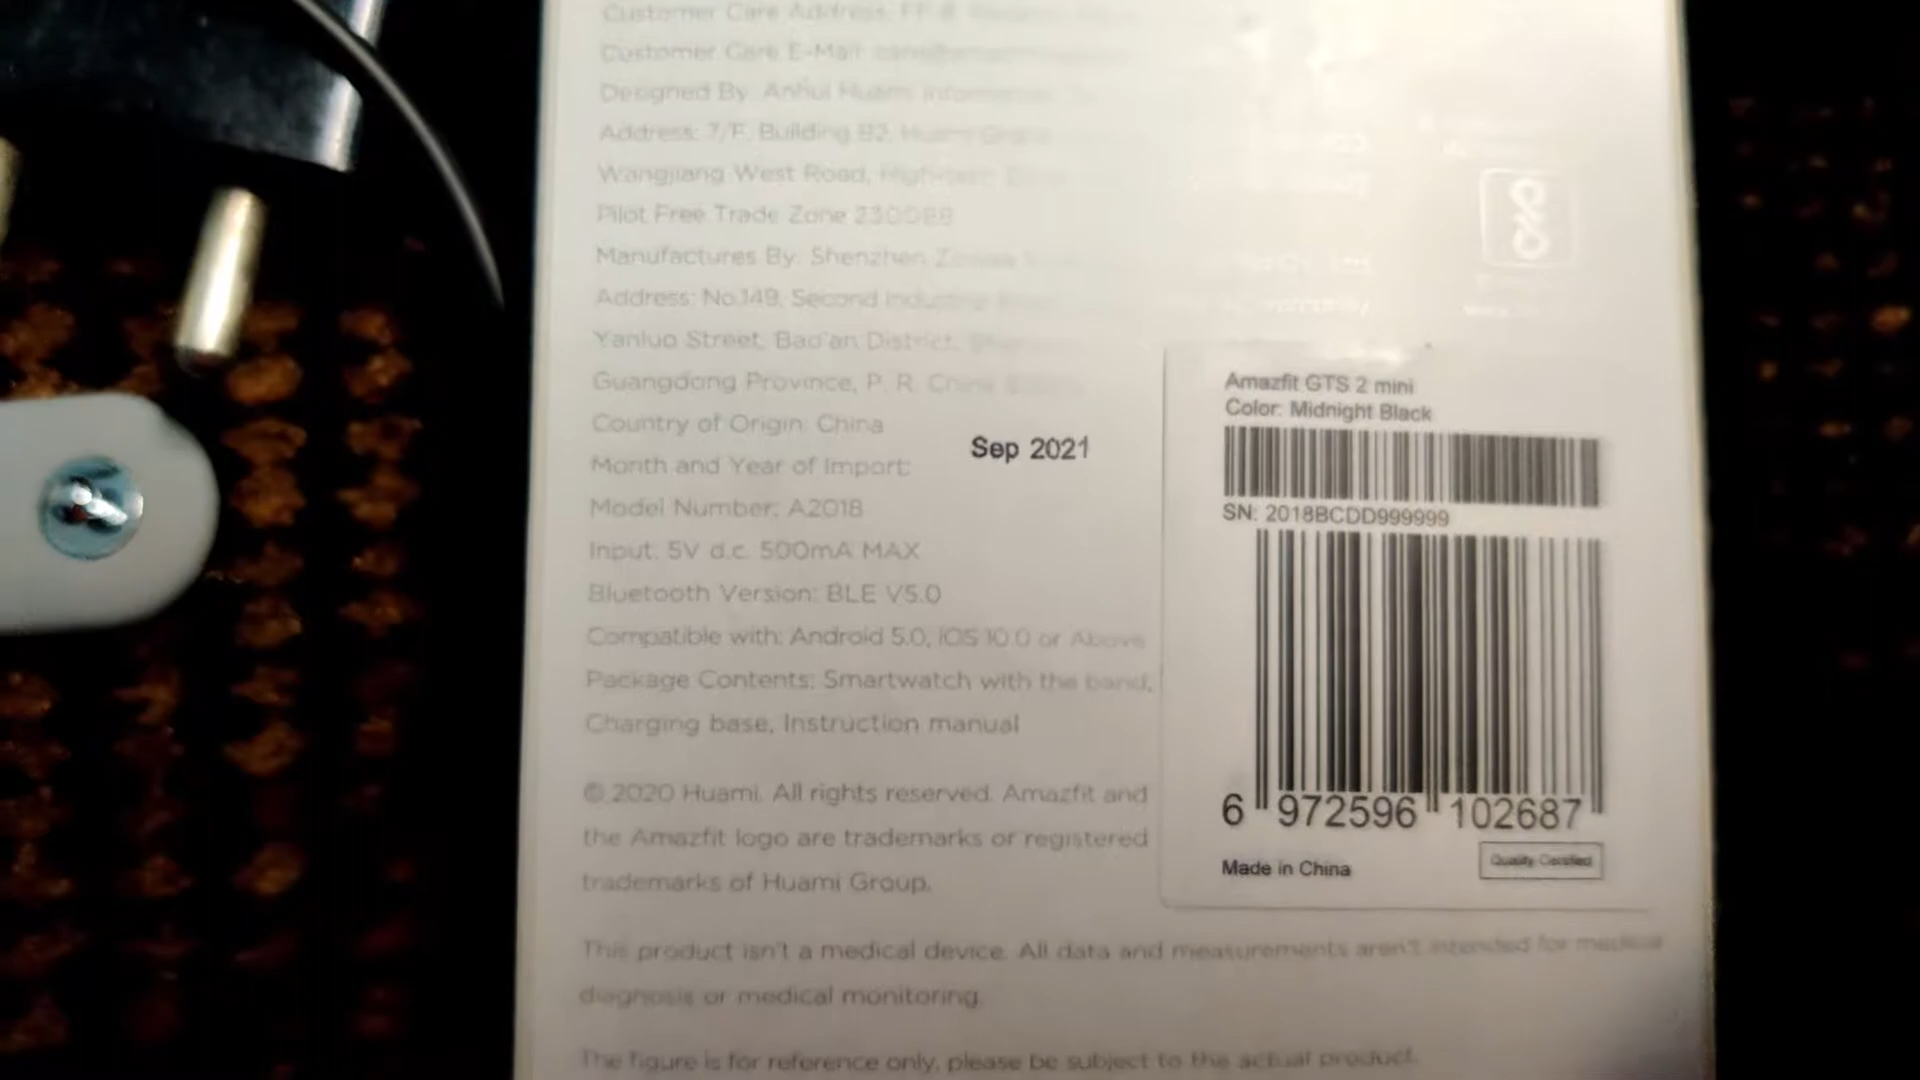 Customer Care Address:
Customer Care E-Mail:
Designed By: Anhui Huami Information
Address: 7/F, Building B2, Huami
Wangjiang West Road, High-tech
Pilot Free Trade Zone 230088
Manufactures By: Shenzhen
Address: No.149, Second Industrial
Yanluo Street, Bao'an District,
Guangdong Province, P. R. China
Country of Origin: China
Month and Year of Import: Sep 2021
Model Number: A2018
Input: 5V d.c. 500mA MAX
Bluetooth Version: BLE V5.0
Compatible with: Android 5.0, iOS 10.0 or Above
Package Contents: Smartwatch with the band,
Charging base, Instruction manual
© 2020 Huami. All rights reserved. Amazfit and
the Amazfit logo are trademarks or registered
trademarks of Huami Group.
Amazfit GTS 2 mini
Color: Midnight Black
SN: 2018BCDD999999
6 972596 102687
Made in China
Quality Certified
This product isn't a medical device. All data and measurements aren't intended for medical
diagnosis or medical monitoring.
The figure is for reference only, please be subject to the actual product.